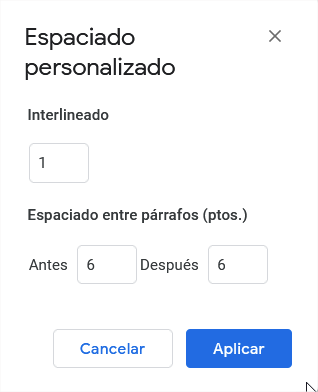 Espaciado
personalizado
Interlineado
1
Espaciado entre párrafos (ptos.)
Antes 6 Después 6
Cancelar Aplicar